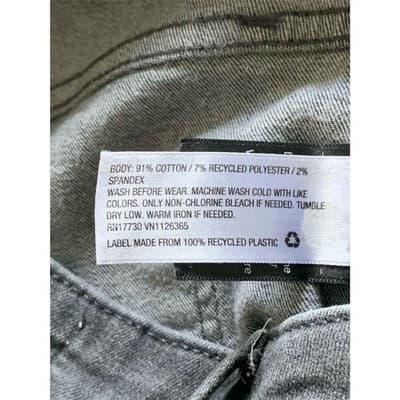 BODY: 91% COTTON / 7% RECYCLED POLYESTER / 2%
SPANDEX
WASH BEFORE WEAR. MACHINE WASH COLD WITH LIKE
COLORS. ONLY NON-CHLORINE BLEACH IF NEEDED. TUMBLE
DRY LOW. WARM IRON IF NEEDED.
RN17730 VN1126365
LABEL MADE FROM 100% RECYCLED PLASTIC